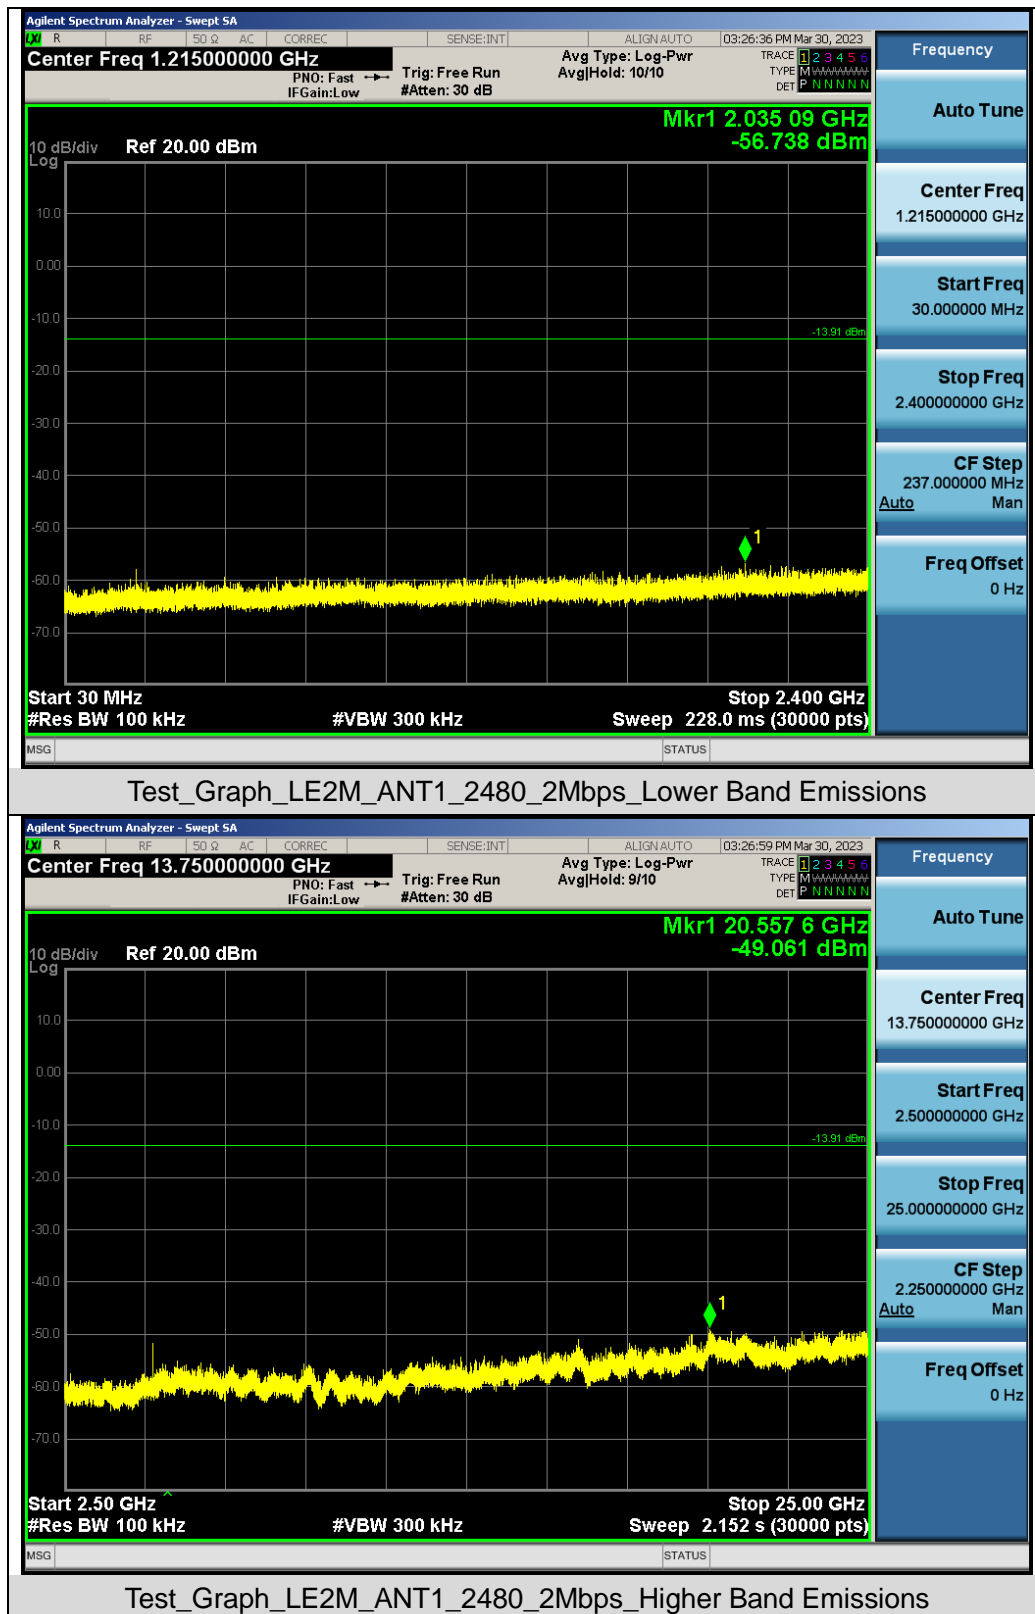 Agilent Spectrum Analyzer - Swept SA
LXI R RF 50 Ω AC CORREC SENSE:INT ALIGN AUTO 03:26:36 PM Mar 30, 2023
Center Freq 1.215000000 GHz
PNO: Fast
IFGain:Low
Trig: Free Run
#Atten: 30 dB
Avg Type: Log-Pwr
Avg|Hold: 10/10
TRACE 1 2 3 4 5 6
TYPE M W W W W W
DET P N N N N N
Mkr1 2.035 09 GHz
-56.738 dBm
10 dB/div Ref 20.00 dBm
Log
10.0
0.00
-10.0
-13.91 dBm
-20.0
-30.0
-40.0
-50.0
1
-60.0
-70.0
Start 30 MHz Stop 2.400 GHz
#Res BW 100 kHz #VBW 300 kHz Sweep 228.0 ms (30000 pts)
MSG STATUS
Frequency
Auto Tune
Center Freq
1.215000000 GHz
Start Freq
30.000000 MHz
Stop Freq
2.400000000 GHz
CF Step
237.000000 MHz
Auto Man
Freq Offset
0 Hz
Test_Graph_LE2M_ANT1_2480_2Mbps_Lower Band Emissions
Agilent Spectrum Analyzer - Swept SA
LXI R RF 50 Ω AC CORREC SENSE:INT ALIGN AUTO 03:26:59 PM Mar 30, 2023
Center Freq 13.750000000 GHz
PNO: Fast
IFGain:Low
Trig: Free Run
#Atten: 30 dB
Avg Type: Log-Pwr
Avg|Hold: 9/10
TRACE 1 2 3 4 5 6
TYPE M W W W W W
DET P N N N N N
Mkr1 20.557 6 GHz
-49.061 dBm
10 dB/div Ref 20.00 dBm
Log
10.0
0.00
-10.0
-13.91 dBm
-20.0
-30.0
-40.0
1
-50.0
-60.0
-70.0
Start 2.50 GHz Stop 25.00 GHz
#Res BW 100 kHz #VBW 300 kHz Sweep 2.152 s (30000 pts)
MSG STATUS
Frequency
Auto Tune
Center Freq
13.750000000 GHz
Start Freq
2.500000000 GHz
Stop Freq
25.000000000 GHz
CF Step
2.250000000 GHz
Auto Man
Freq Offset
0 Hz
Test_Graph_LE2M_ANT1_2480_2Mbps_Higher Band Emissions